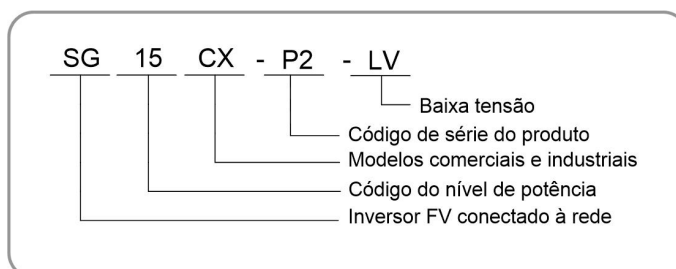 SG 15 CX - P2 - LV
Baixa tensão
Código de série do produto
Modelos comerciais e industriais
Código do nível de potência
Inversor FV conectado à rede